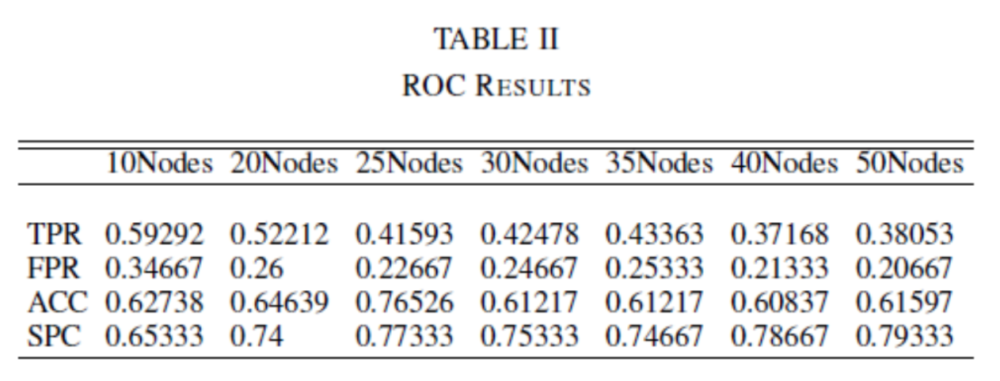 TABLE II
ROC RESULTS
10Nodes 20Nodes 25Nodes 30Nodes 35Nodes 40Nodes 50Nodes
TPR 0.59292 0.52212 0.41593 0.42478 0.43363 0.37168 0.38053
FPR 0.34667 0.26 0.22667 0.24667 0.25333 0.21333 0.20667
ACC 0.62738 0.64639 0.76526 0.61217 0.61217 0.60837 0.61597
SPC 0.65333 0.74 0.77333 0.75333 0.74667 0.78667 0.79333